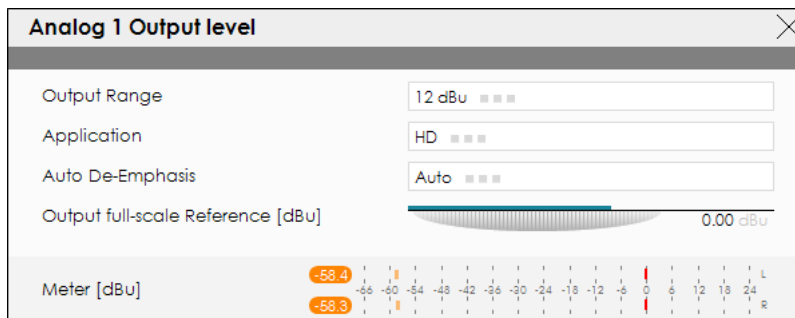 Analog 1 Output level
Output Range 12 dBu
Application HD
Auto De-Emphasis Auto
Output full-scale Reference [dBu] 0.00 dBu
-58.4 L
Meter [dBu] -66 -60 -54 -48 -42 -36 -30 -24 -18 -12 -6 0 6 12 18 24
-58.3 R